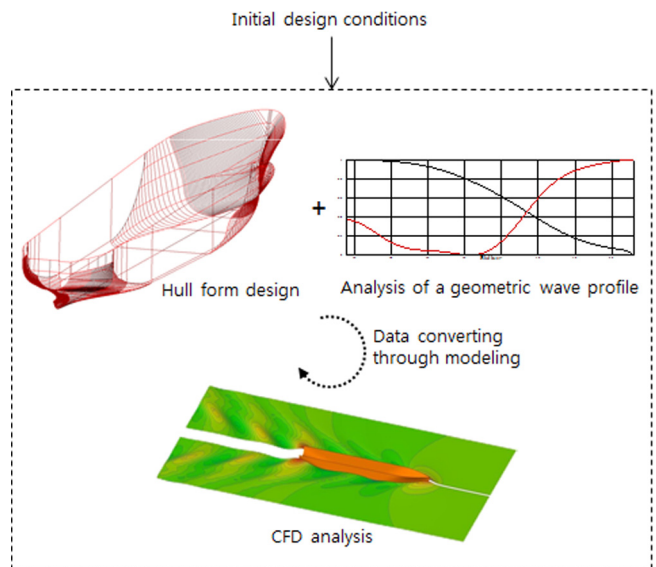 Initial design conditions
+
Hull form design
Analysis of a geometric wave profile
Data converting
through modeling
CFD analysis